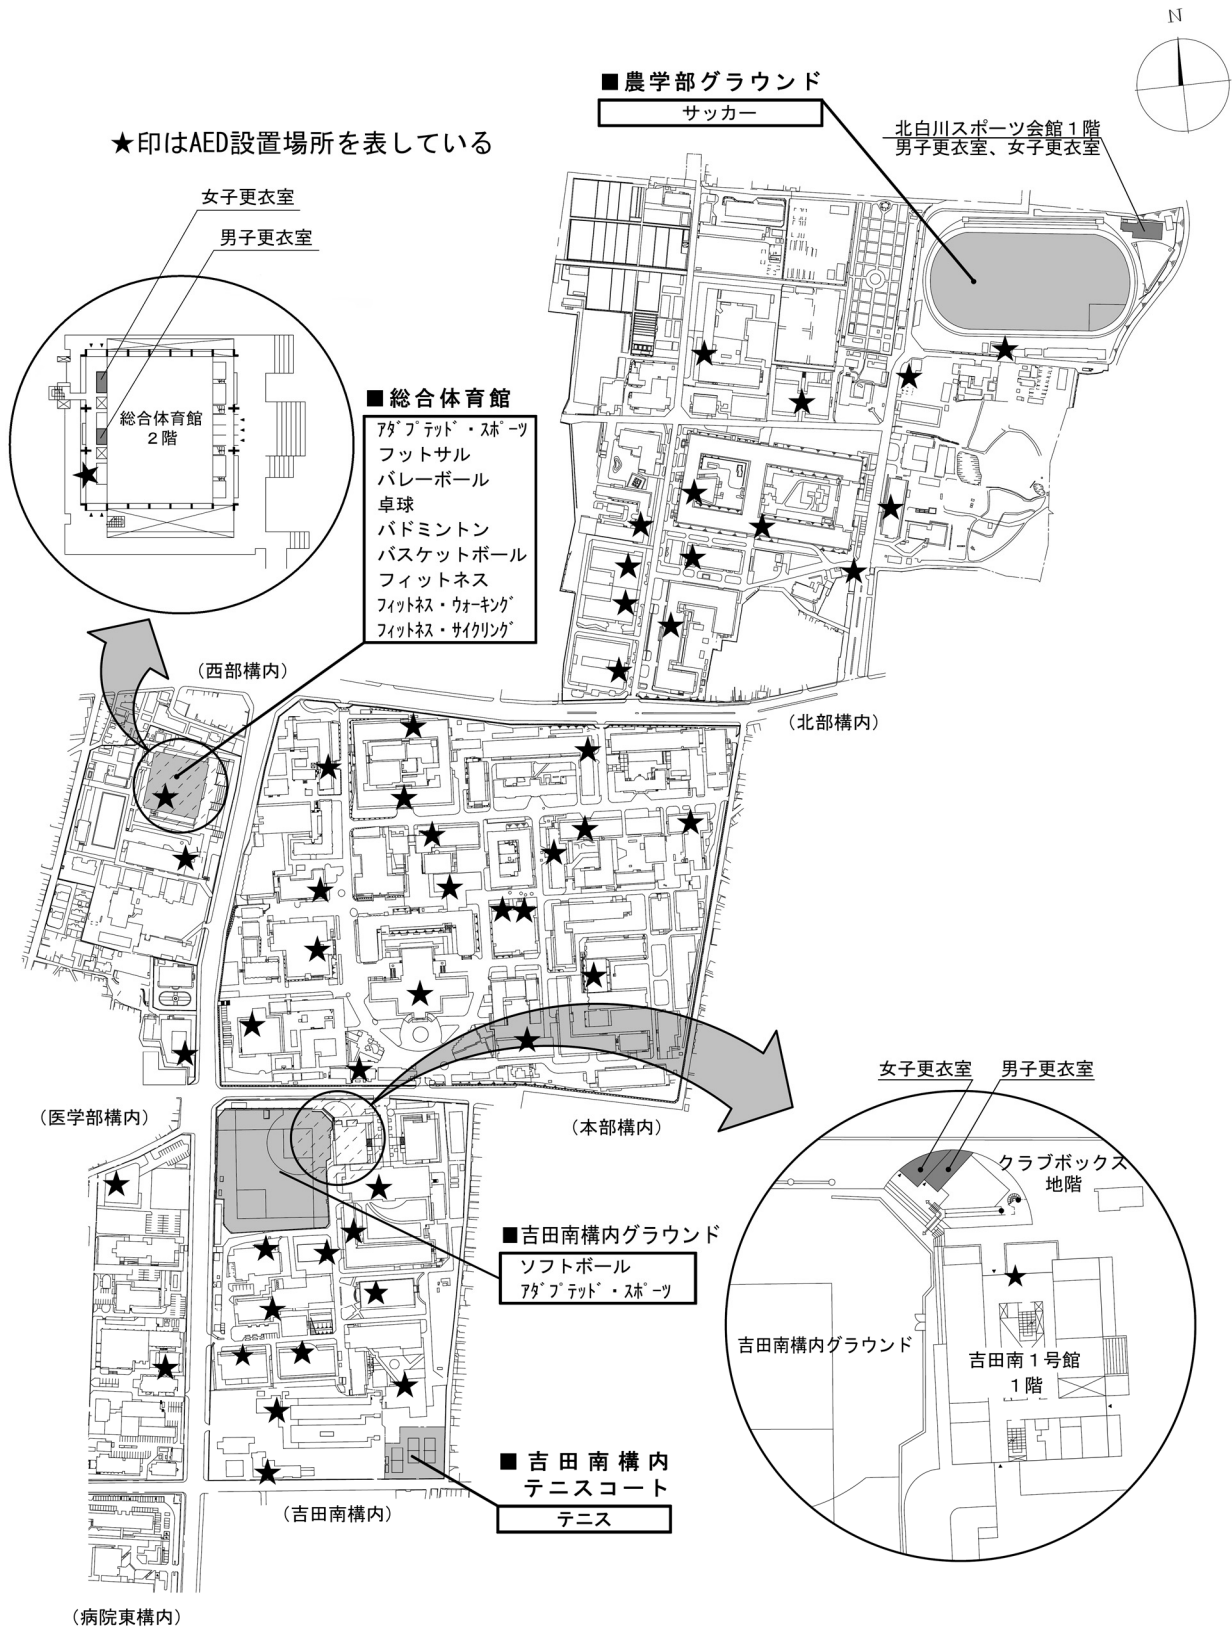 N
■農学部グラウンド
サッカー
北白川スポーツ会館1階
男子更衣室、女子更衣室
★印はAED設置場所を表している
女子更衣室
男子更衣室
総合体育館
2階
■総合体育館
アダプテッド・スポーツ
フットサル
バレーボール
卓球
バドミントン
バスケットボール
フィットネス
フィットネス・ウォーキング
フィットネス・サイクリング
（西部構内）
（北部構内）
（医学部構内）
（本部構内）
女子更衣室 男子更衣室
クラブボックス
地階
■吉田南構内グラウンド
ソフトボール
アダプテッド・スポーツ
吉田南構内グラウンド
吉田南1号館
1階
■吉田南構内
テニスコート
テニス
（吉田南構内）
（病院東構内）